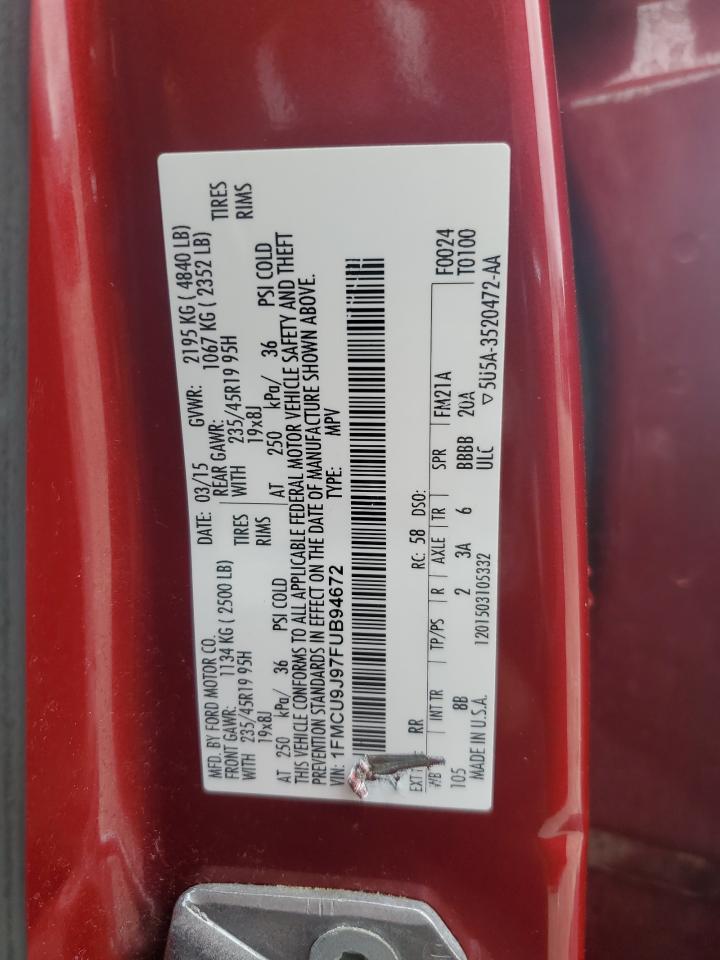 MFD. BY FORD MOTOR CO.
DATE: 03/15 GVWR: 2195 KG ( 4840 LB)
FRONT GAWR: 1134 KG ( 2500 LB) REAR GAWR: 1067 KG ( 2352 LB)
WITH 235/45R19 95H TIRES WITH 235/45R19 95H TIRES
19x8J RIMS 19x8J RIMS
AT 250 kPa/ 36 PSI COLD AT 250 kPa/ 36 PSI COLD
THIS VEHICLE CONFORMS TO ALL APPLICABLE FEDERAL MOTOR VEHICLE SAFETY AND THEFT
PREVENTION STANDARDS IN EFFECT ON THE DATE OF MANUFACTURE SHOWN ABOVE.
VIN: 1FMCU9J97FUB94672 TYPE: MPV
EXT RR RC: 58 DSO: FM21A F0024
WB INT TR TP/PS R AXLE TR SPR 20A T0100
105 8B 2 3A 6 BBBB
MADE IN U.S.A. 1201503105332 ULC ▽5U5A-3520472-AA